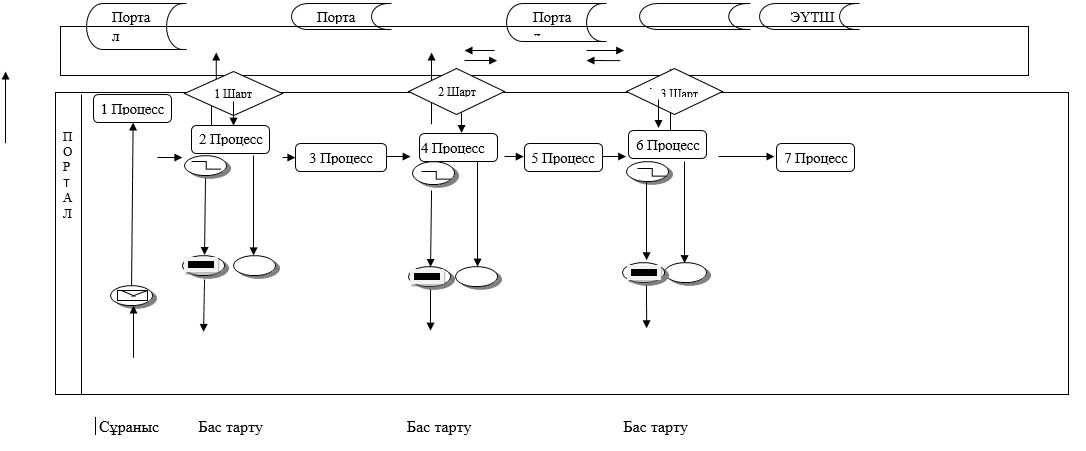 Порта
л
Порта
Порта
ЭҮТШ
1 Шарт
2 Шарт
3 Шарт
ПОРТАЛ
1 Процесс
2 Процесс
3 Процесс
4 Процесс
5 Процесс
6 Процесс
7 Процесс
Сұраныс
Бас тарту
Бас тарту
Бас тарту